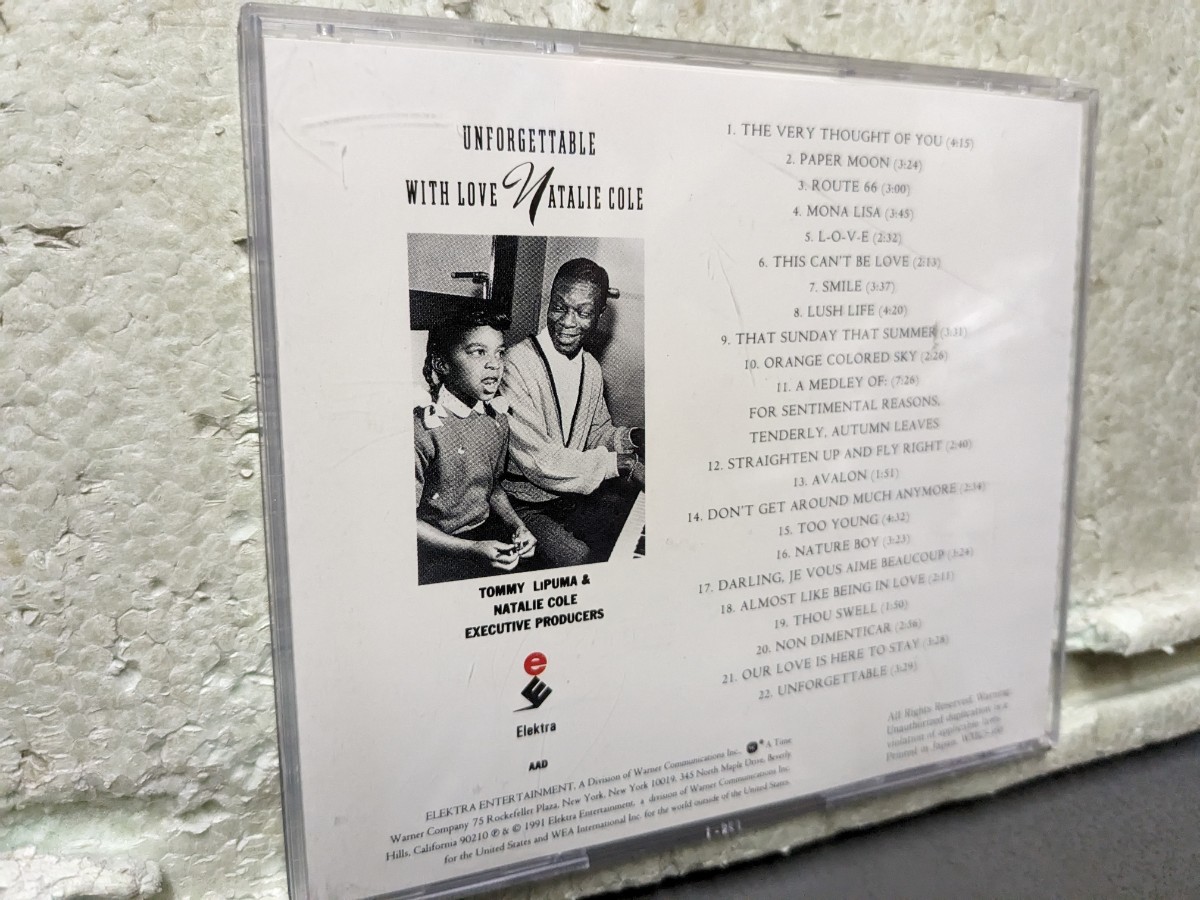 UNFORGETTABLE
WITH LOVE NATALIE COLE
TOMMY LiPUMA &
NATALIE COLE
EXECUTIVE PRODUCERS
e
E
Elektra
AAD
1. THE VERY THOUGHT OF YOU (4:15)
2. PAPER MOON (3:24)
3. ROUTE 66 (3:00)
4. MONA LISA (3:45)
5. L-O-V-E (2:32)
6. THIS CAN'T BE LOVE (2:13)
7. SMILE (3:37)
8. LUSH LIFE (4:20)
9. THAT SUNDAY THAT SUMMER (3:31)
10. ORANGE COLORED SKY (2:26)
11. A MEDLEY OF: (7:26)
FOR SENTIMENTAL REASONS,
TENDERLY, AUTUMN LEAVES
12. STRAIGHTEN UP AND FLY RIGHT (2:40)
13. AVALON (1:51)
14. DON'T GET AROUND MUCH ANYMORE (2:34)
15. TOO YOUNG (4:32)
16. NATURE BOY (3:23)
17. DARLING, JE VOUS AIME BEAUCOUP (3:24)
18. ALMOST LIKE BEING IN LOVE (2:11)
19. THOU SWELL (1:50)
20. NON DIMENTICAR (2:56)
21. OUR LOVE IS HERE TO STAY (3:28)
22. UNFORGETTABLE (3:29)
ELEKTRA ENTERTAINMENT, A Division of Warner Communications Inc., A Time
Warner Company 75 Rockefeller Plaza, New York, New York 10019, 345 North Maple Drive, Beverly
Hills, California 90210 ℗ & © 1991 Elektra Entertainment, a division of Warner Communications Inc.
for the United States and WEA International Inc. for the world outside of the United States.
All Rights Reserved. Warning:
Unauthorized duplication is a
violation of applicable laws.
Printed in Japan.